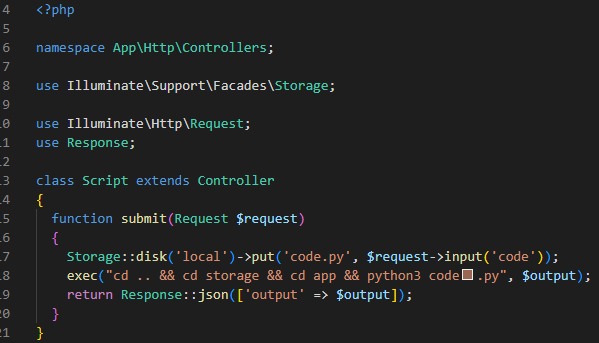 4 <?php
5
6 namespace App\Http\Controllers;
7
8 use Illuminate\Support\Facades\Storage;
9
10 use Illuminate\Http\Request;
11 use Response;
12
13 class Script extends Controller
14 {
15 function submit(Request $request)
16 {
17 Storage::disk('local')->put('code.py', $request->input('code'));
18 exec("cd .. && cd storage && cd app && python3 code.py", $output);
19 return Response::json(['output' => $output]);
20 }
21 }